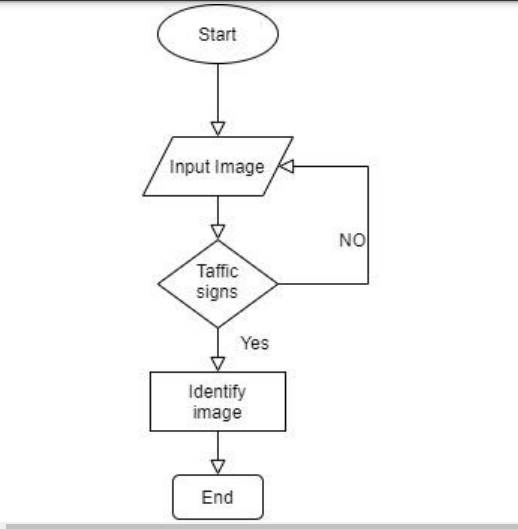 Start
Input Image
NO
Taffic
signs
Yes
Identify
image
End